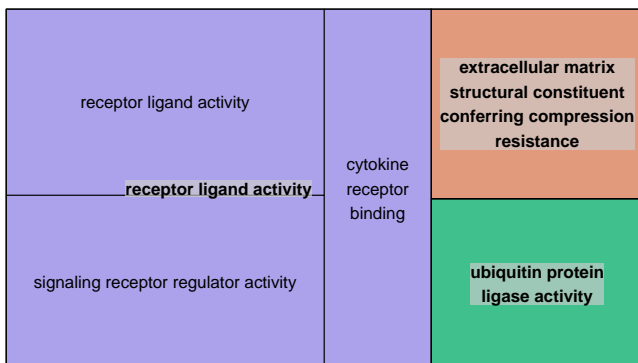 receptor ligand activity
receptor ligand activity
signaling receptor regulator activity
cytokine
receptor
binding
extracellular matrix
structural constituent
conferring compression
resistance
ubiquitin protein
ligase activity